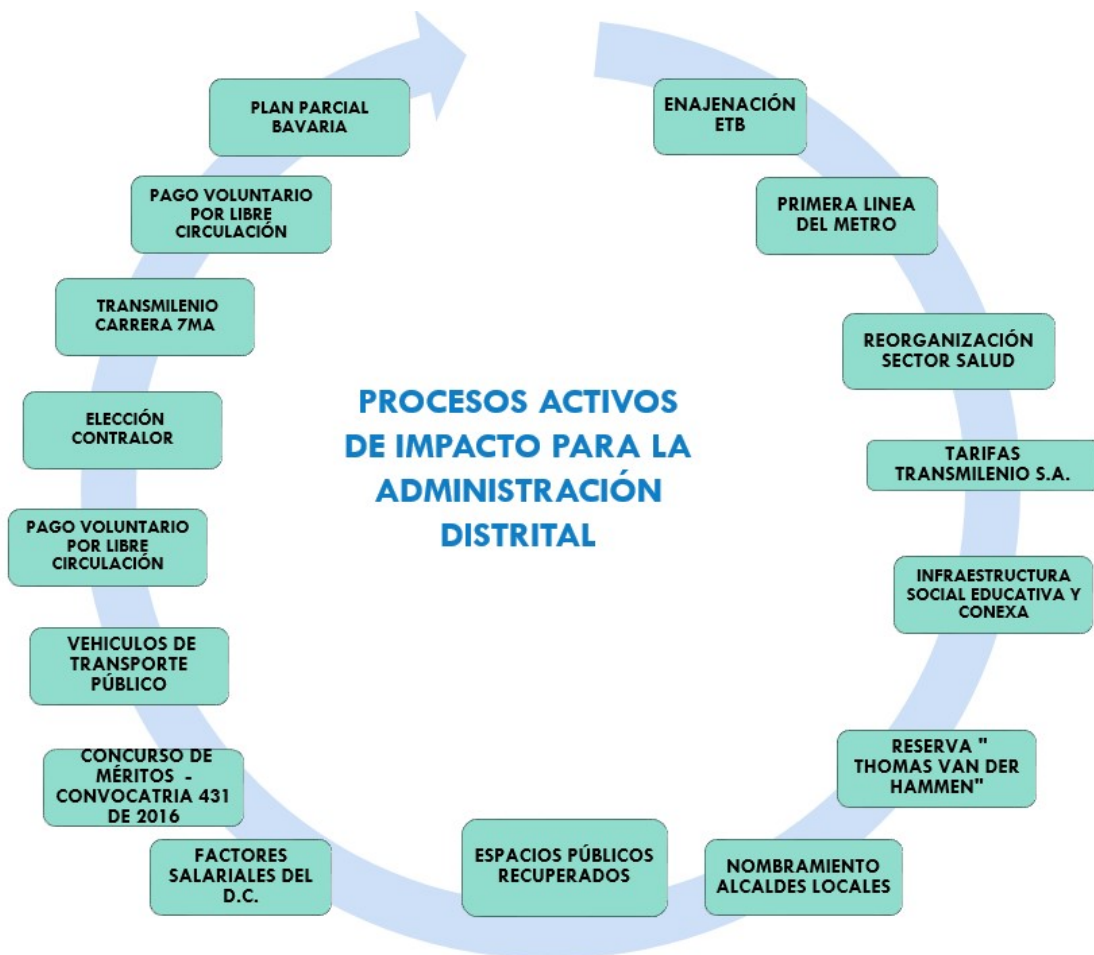 PROCESOS ACTIVOS
DE IMPACTO PARA LA
ADMINISTRACIÓN
DISTRITAL
ENAJENACIÓN
ETB
PRIMERA LINEA
DEL METRO
REORGANIZACIÓN
SECTOR SALUD
TARIFAS
TRANSMILENIO S.A.
INFRAESTRUCTURA
SOCIAL EDUCATIVA Y
CONEXA
RESERVA "
THOMAS VAN DER
HAMMEN"
NOMBRAMIENTO
ALCALDES LOCALES
ESPACIOS PÚBLICOS
RECUPERADOS
FACTORES
SALARIALES DEL
D.C.
CONCURSO DE
MÉRITOS -
CONVOCATRIA 431
DE 2016
VEHICULOS DE
TRANSPORTE
PÚBLICO
PAGO VOLUNTARIO
POR LIBRE
CIRCULACIÓN
ELECCIÓN
CONTRALOR
TRANSMILENIO
CARRERA 7MA
PAGO VOLUNTARIO
POR LIBRE
CIRCULACIÓN
PLAN PARCIAL
BAVARIA